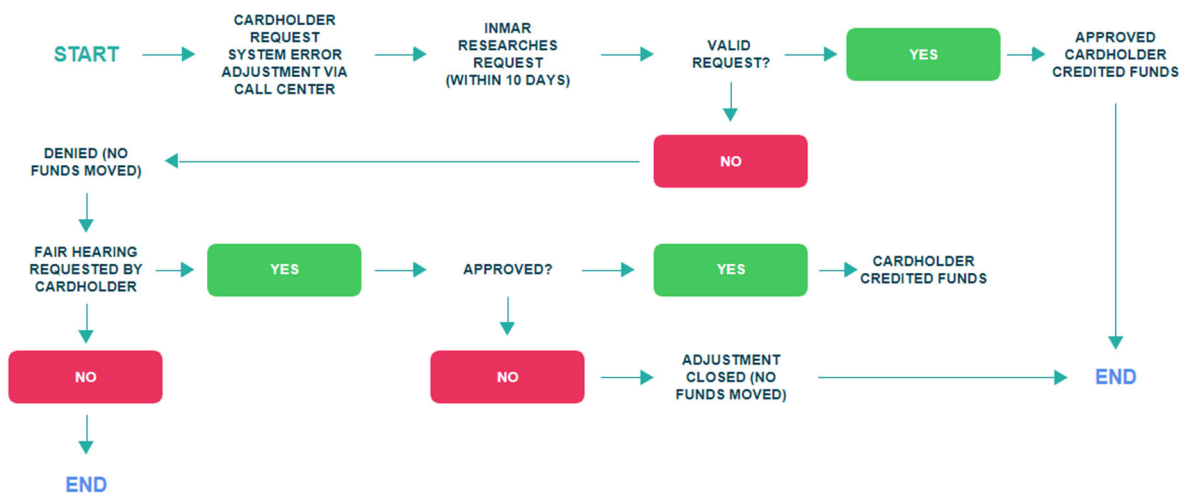 START
CARDHOLDER
REQUEST
SYSTEM ERROR
ADJUSTMENT VIA
CALL CENTER
INMAR
RESEARCHES
REQUEST
(WITHIN 10 DAYS)
VALID
REQUEST?
YES
APPROVED
CARDHOLDER
CREDITED FUNDS
NO
DENIED (NO
FUNDS MOVED)
FAIR HEARING
REQUESTED BY
CARDHOLDER
YES
APPROVED?
YES
CARDHOLDER
CREDITED FUNDS
NO
NO
ADJUSTMENT
CLOSED (NO
FUNDS MOVED)
END
END